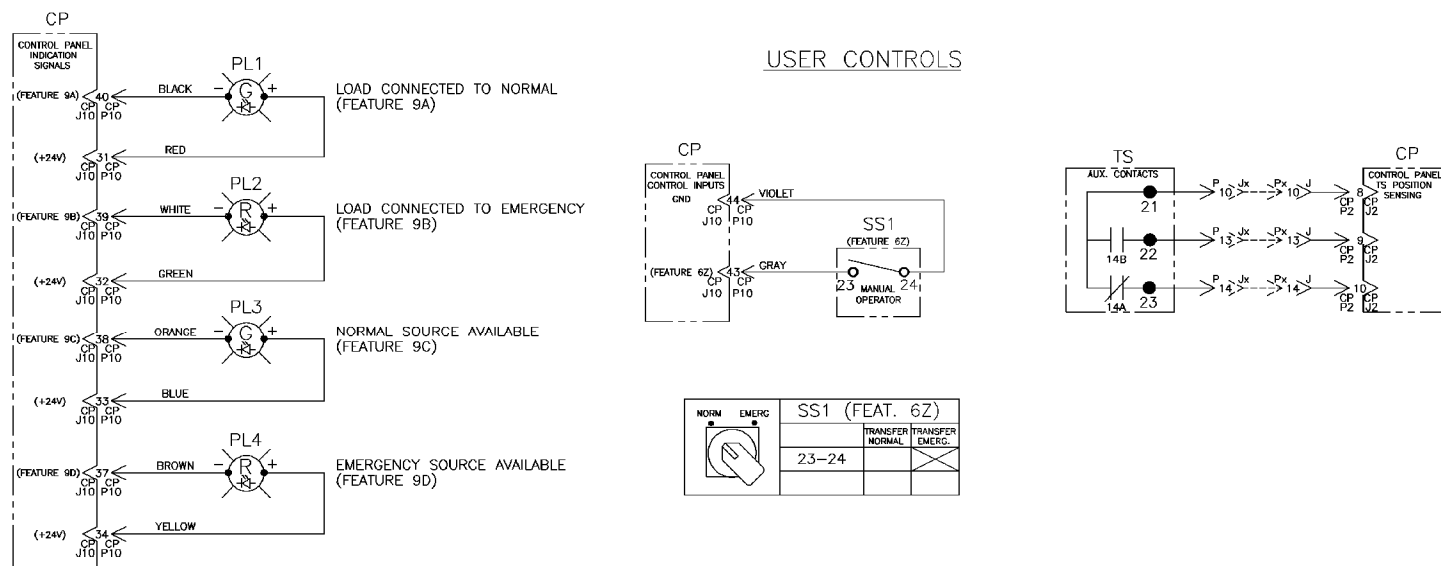 CP
CONTROL PANEL
INDICATION
SIGNALS
PL1
(FEATURE 9A) 40 BLACK - G + LOAD CONNECTED TO NORMAL
CP CP (FEATURE 9A)
J10 P10
(+24V) 31 RED
CP CP
J10 P10
PL2
(FEATURE 9B) 39 WHITE - R + LOAD CONNECTED TO EMERGENCY
CP CP (FEATURE 9B)
J10 P10
(+24V) 32 GREEN
CP CP
J10 P10
PL3
(FEATURE 9C) 38 ORANGE - G + NORMAL SOURCE AVAILABLE
CP CP (FEATURE 9C)
J10 P10
(+24V) 33 BLUE
CP CP
J10 P10
PL4
(FEATURE 9D) 37 BROWN - R + EMERGENCY SOURCE AVAILABLE
CP CP (FEATURE 9D)
J10 P10
(+24V) 34 YELLOW
CP CP
J10 P10
USER CONTROLS
CP
CONTROL PANEL
CONTROL INPUTS
GND 44 VIOLET
CP CP
J10 P10
SS1
(FEATURE 6Z)
(FEATURE 6Z) 43 GRAY
CP CP
J10 P10
23 24
MANUAL
OPERATOR
NORM EMERG
SS1 (FEAT. 6Z)
TRANSFER NORMAL
TRANSFER EMERG.
23-24
TS
AUX. CONTACTS
CP
CONTROL PANEL
TS POSITION
SENSING
21 P 10 Jx Px 10 J 8
CP CP
P2 J2
14B 22 P 13 Jx Px 13 J 9
CP CP
P2 J2
14A 23 P 14 Jx Px 14 J 10
CP CP
P2 J2